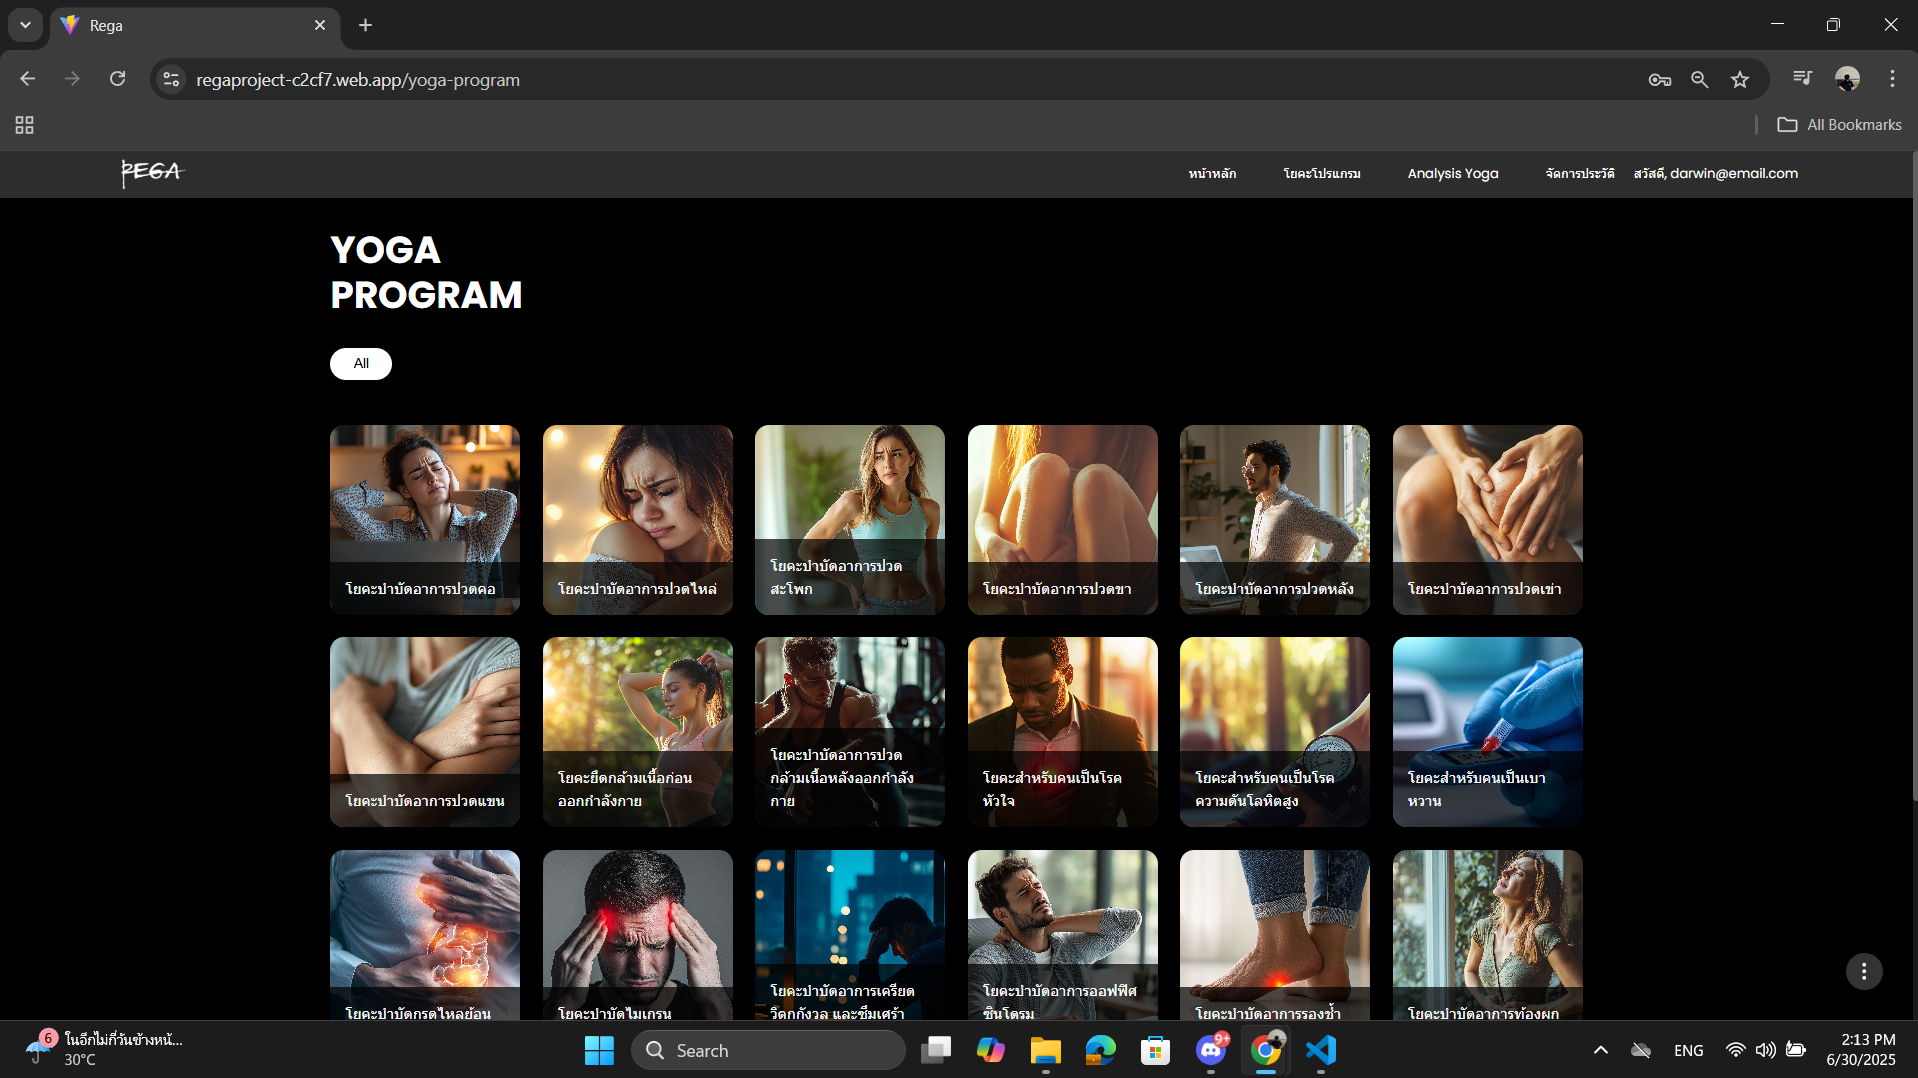 Rega
regaproject-c2cf7.web.app/yoga-program
All Bookmarks
REGA
หน้าหลัก
โยคะโปรแกรม
Analysis Yoga
จัดการประวัติ
สวัสดี, darwin@email.com
YOGA
PROGRAM
All
โยคะบำบัดอาการปวดคอ
โยคะบำบัดอาการปวดไหล่
โยคะบำบัดอาการปวด
สะโพก
โยคะบำบัดอาการปวดขา
โยคะบำบัดอาการปวดหลัง
โยคะบำบัดอาการปวดเข่า
โยคะบำบัดอาการปวดแขน
โยคะยืดกล้ามเนื้อก่อน
ออกกำลังกาย
โยคะบำบัดอาการปวด
กล้ามเนื้อหลังออกกำลัง
กาย
โยคะสำหรับคนเป็นโรค
หัวใจ
โยคะสำหรับคนเป็นโรค
ความดันโลหิตสูง
โยคะสำหรับคนเป็นเบา
หวาน
โยคะบำบัดกรดไหลย้อน
โยคะบำบัดไมเกรน
โยคะบำบัดอาการเครียด
วิตกกังวล และซึมเศร้า
โยคะบำบัดอาการออฟฟิศ
ซินโดรม
โยคะบำบัดอาการรองช้ำ
โยคะบำบัดอาการท้องผูก
6
ในอีกไม่กี่วันข้างหน้...
30°C
Search
9+
ENG
2:13 PM
6/30/2025